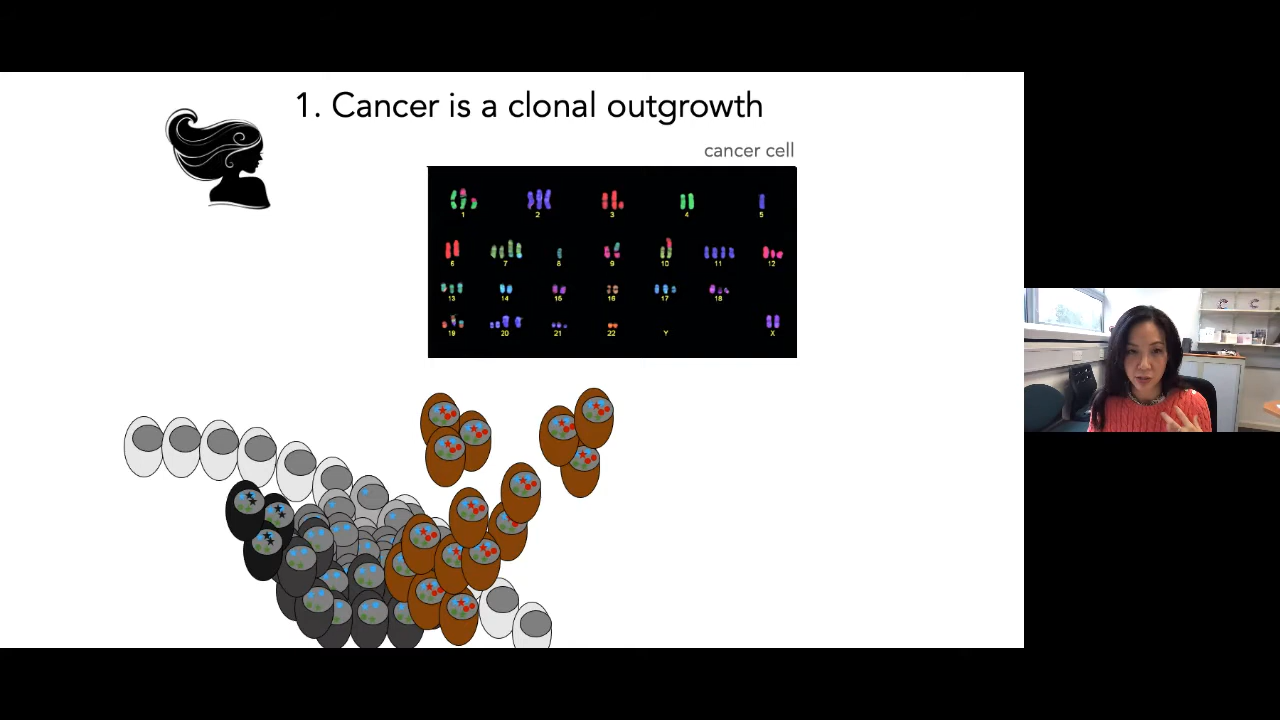 1. Cancer is a clonal outgrowth
cancer cell
1 2 3 4 5
6 7 8 9 10 11 12
13 14 15 16 17 18
19 20 21 22 Y X